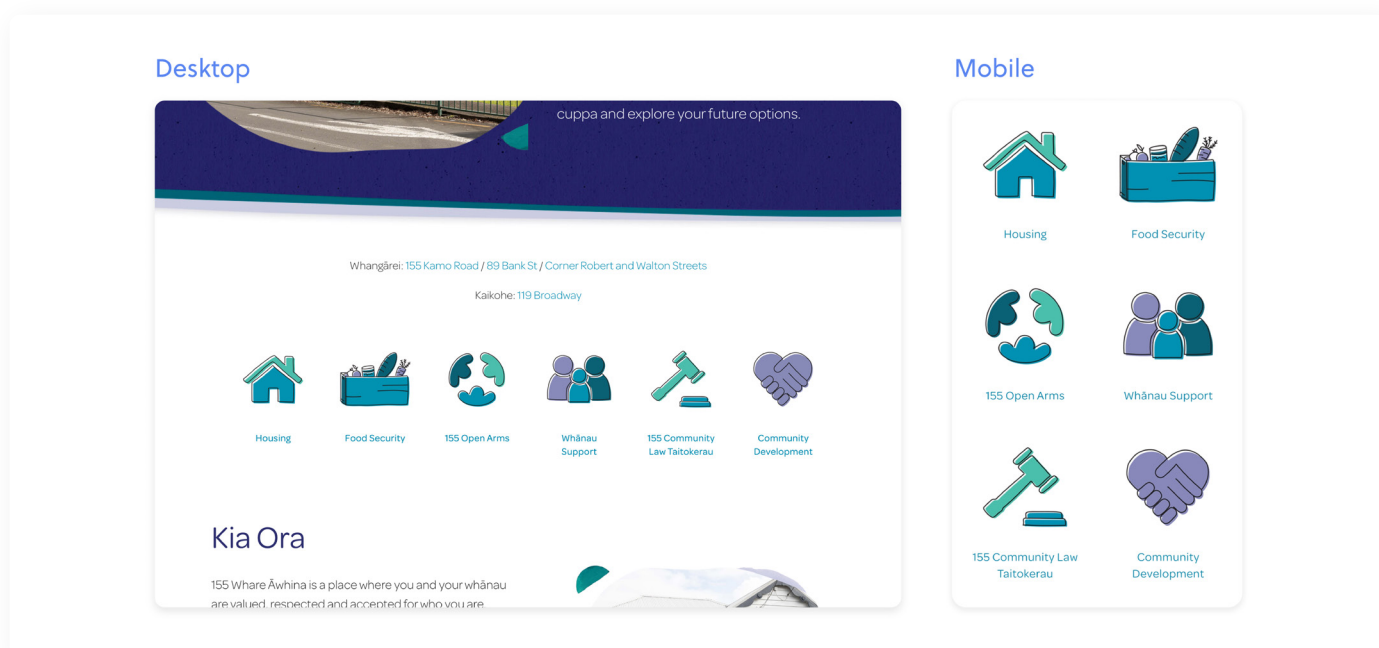 Desktop
cuppa and explore your future options.
Whangārei: 155 Kamo Road / 89 Bank St / Corner Robert and Walton Streets
Kaikohe: 119 Broadway
Housing
Food Security
155 Open Arms
Whānau
Support
155 Community
Law Taitokerau
Community
Development
Kia Ora
155 Whare Āwhina is a place where you and your whānau
are valued, respected and accepted for who you are.
Mobile
Housing
Food Security
155 Open Arms
Whānau Support
155 Community Law
Taitokerau
Community
Development